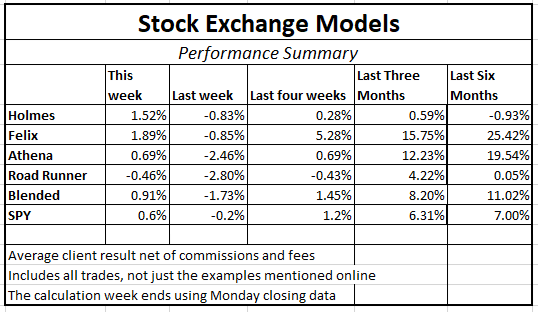 Stock Exchange Models
Performance Summary
This week Last week Last four weeks Last Three Months Last Six Months
Holmes 1.52% -0.83% 0.28% 0.59% -0.93%
Felix 1.89% -0.85% 5.28% 15.75% 25.42%
Athena 0.69% -2.46% 0.69% 12.23% 19.54%
Road Runner -0.46% -2.80% -0.43% 4.22% 0.05%
Blended 0.91% -1.73% 1.45% 8.20% 11.02%
SPY 0.6% -0.2% 1.2% 6.31% 7.00%
Average client result net of commissions and fees
Includes all trades, not just the examples mentioned online
The calculation week ends using Monday closing data